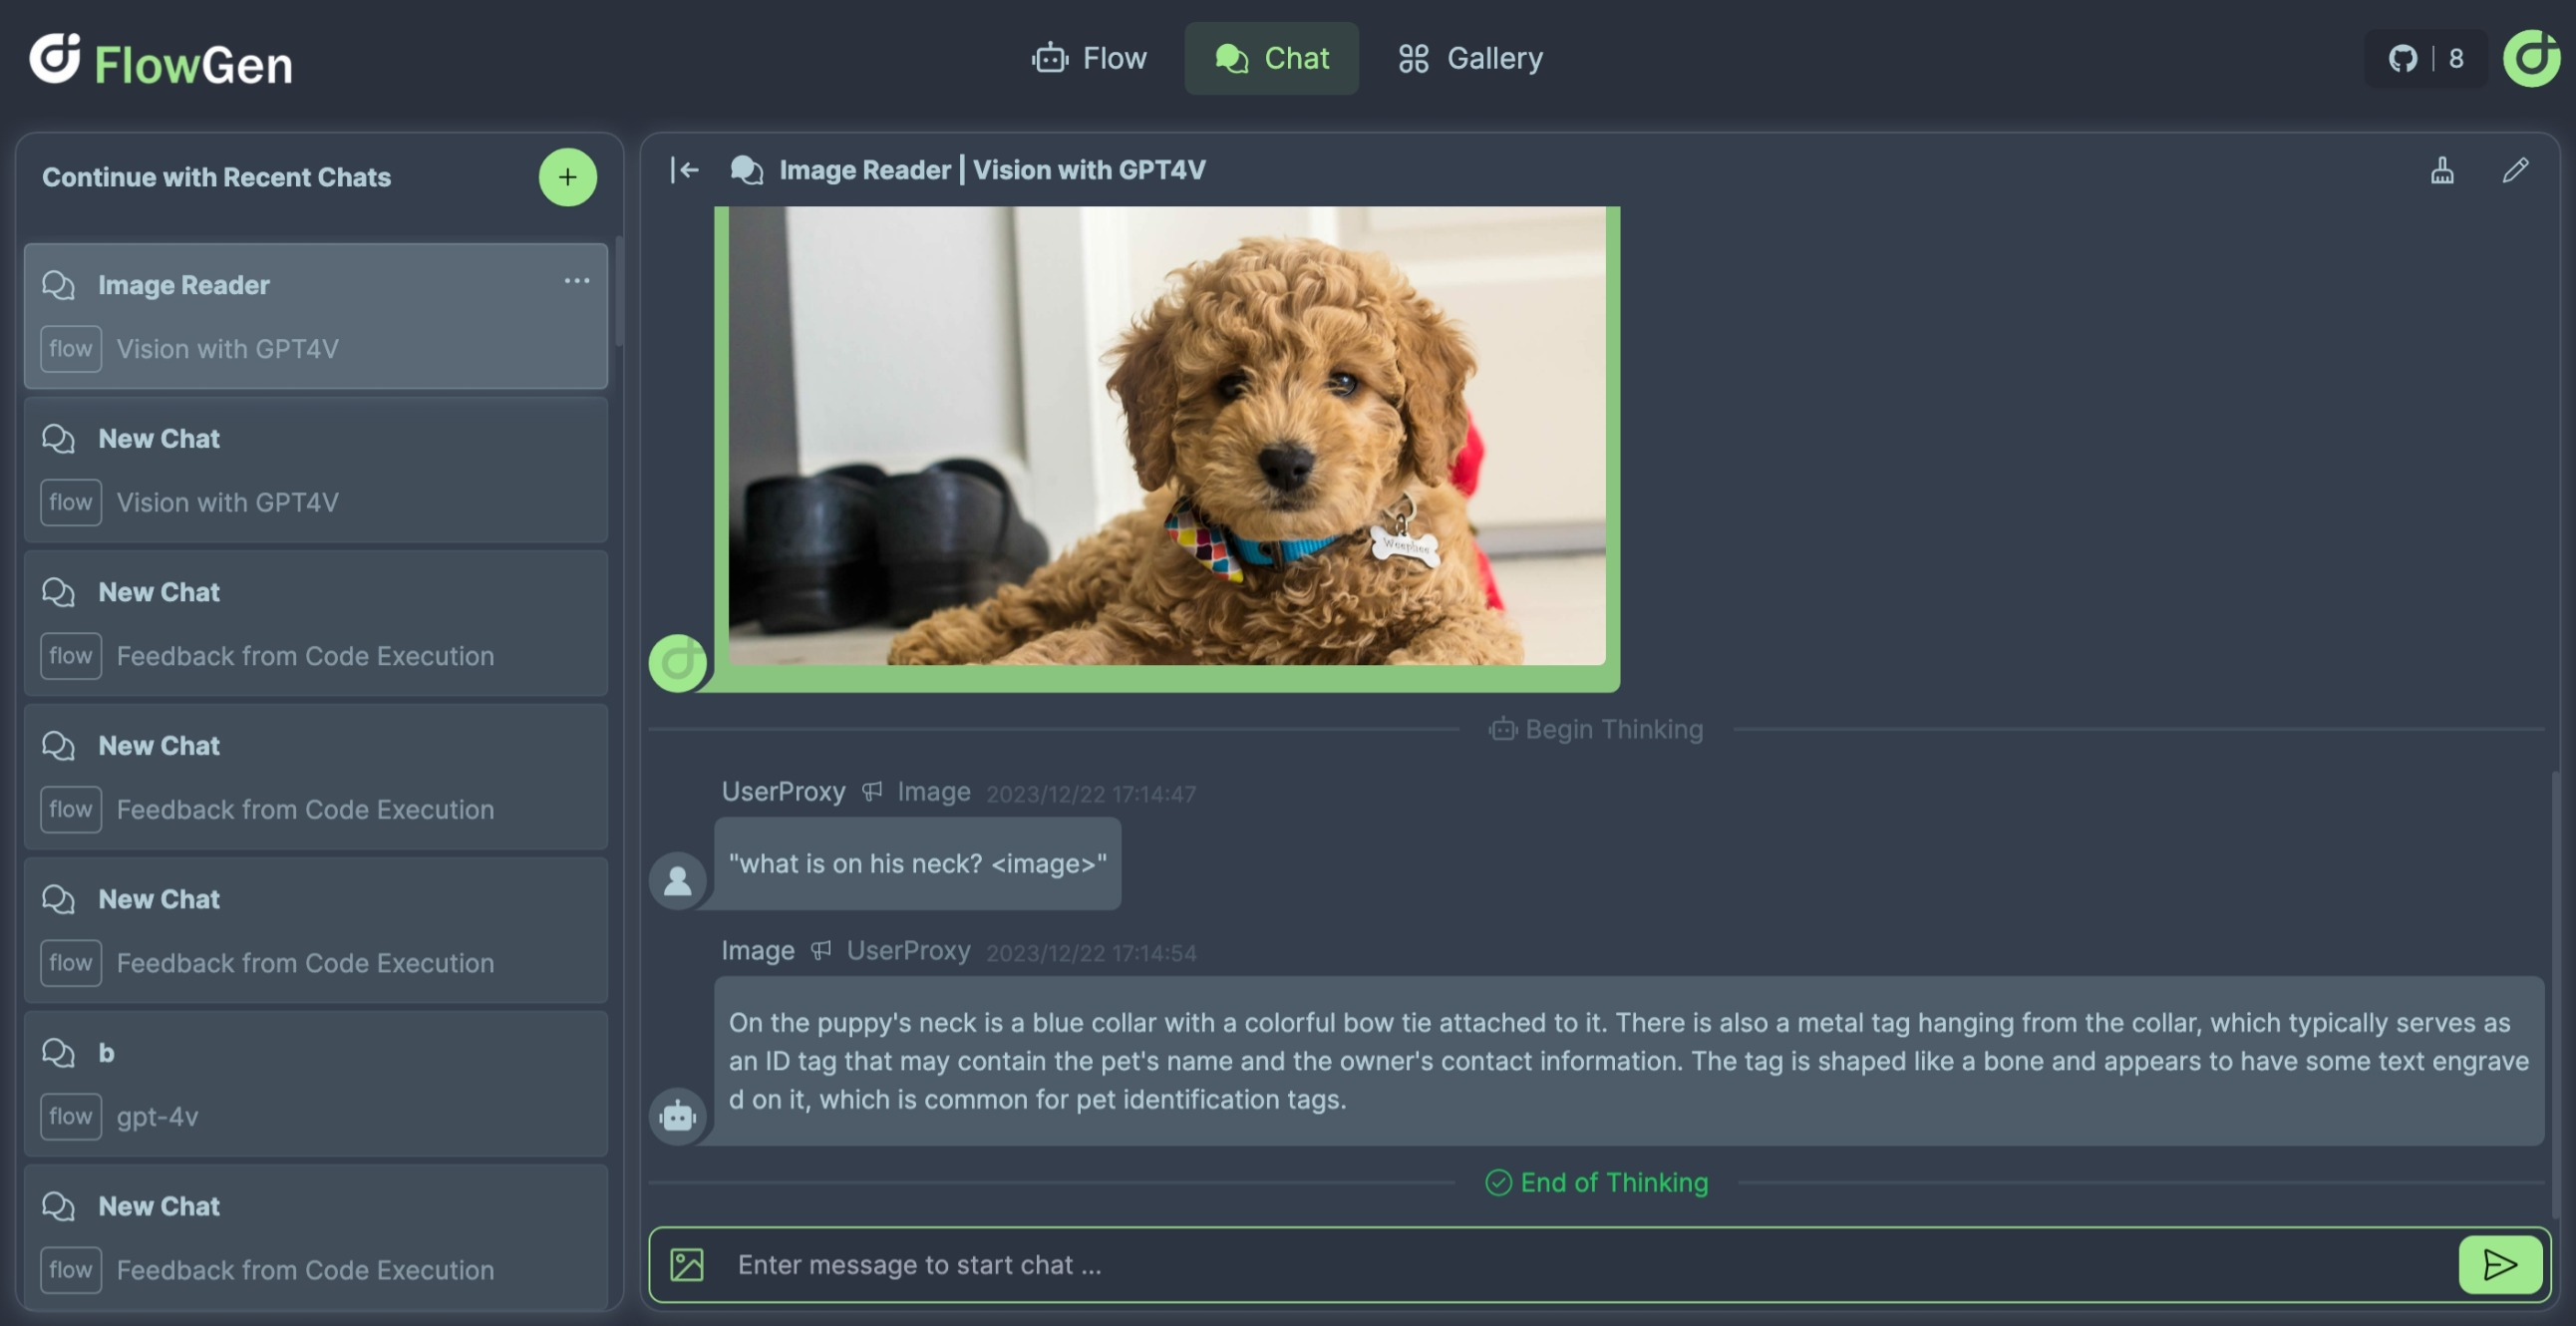 FlowGen
Flow
Chat
Gallery
8
Continue with Recent Chats
Image Reader
flow Vision with GPT4V
New Chat
flow Vision with GPT4V
New Chat
flow Feedback from Code Execution
New Chat
flow Feedback from Code Execution
New Chat
flow Feedback from Code Execution
b
flow gpt-4v
New Chat
flow Feedback from Code Execution
Image Reader | Vision with GPT4V
Weephee
Begin Thinking
UserProxy Image 2023/12/22 17:14:47
"what is on his neck? <image>"
Image UserProxy 2023/12/22 17:14:54
On the puppy's neck is a blue collar with a colorful bow tie attached to it. There is also a metal tag hanging from the collar, which typically serves as
an ID tag that may contain the pet's name and the owner's contact information. The tag is shaped like a bone and appears to have some text engrave
d on it, which is common for pet identification tags.
End of Thinking
Enter message to start chat ...